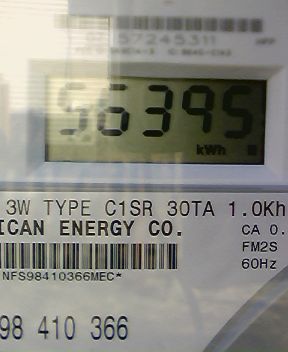 57245311
56395
kWh
3W TYPE C1SR 30TA 1.0Kh
ICAN ENERGY CO.
CA 0.
FM2S
60Hz
NFS98410366MEC*
98 410 366